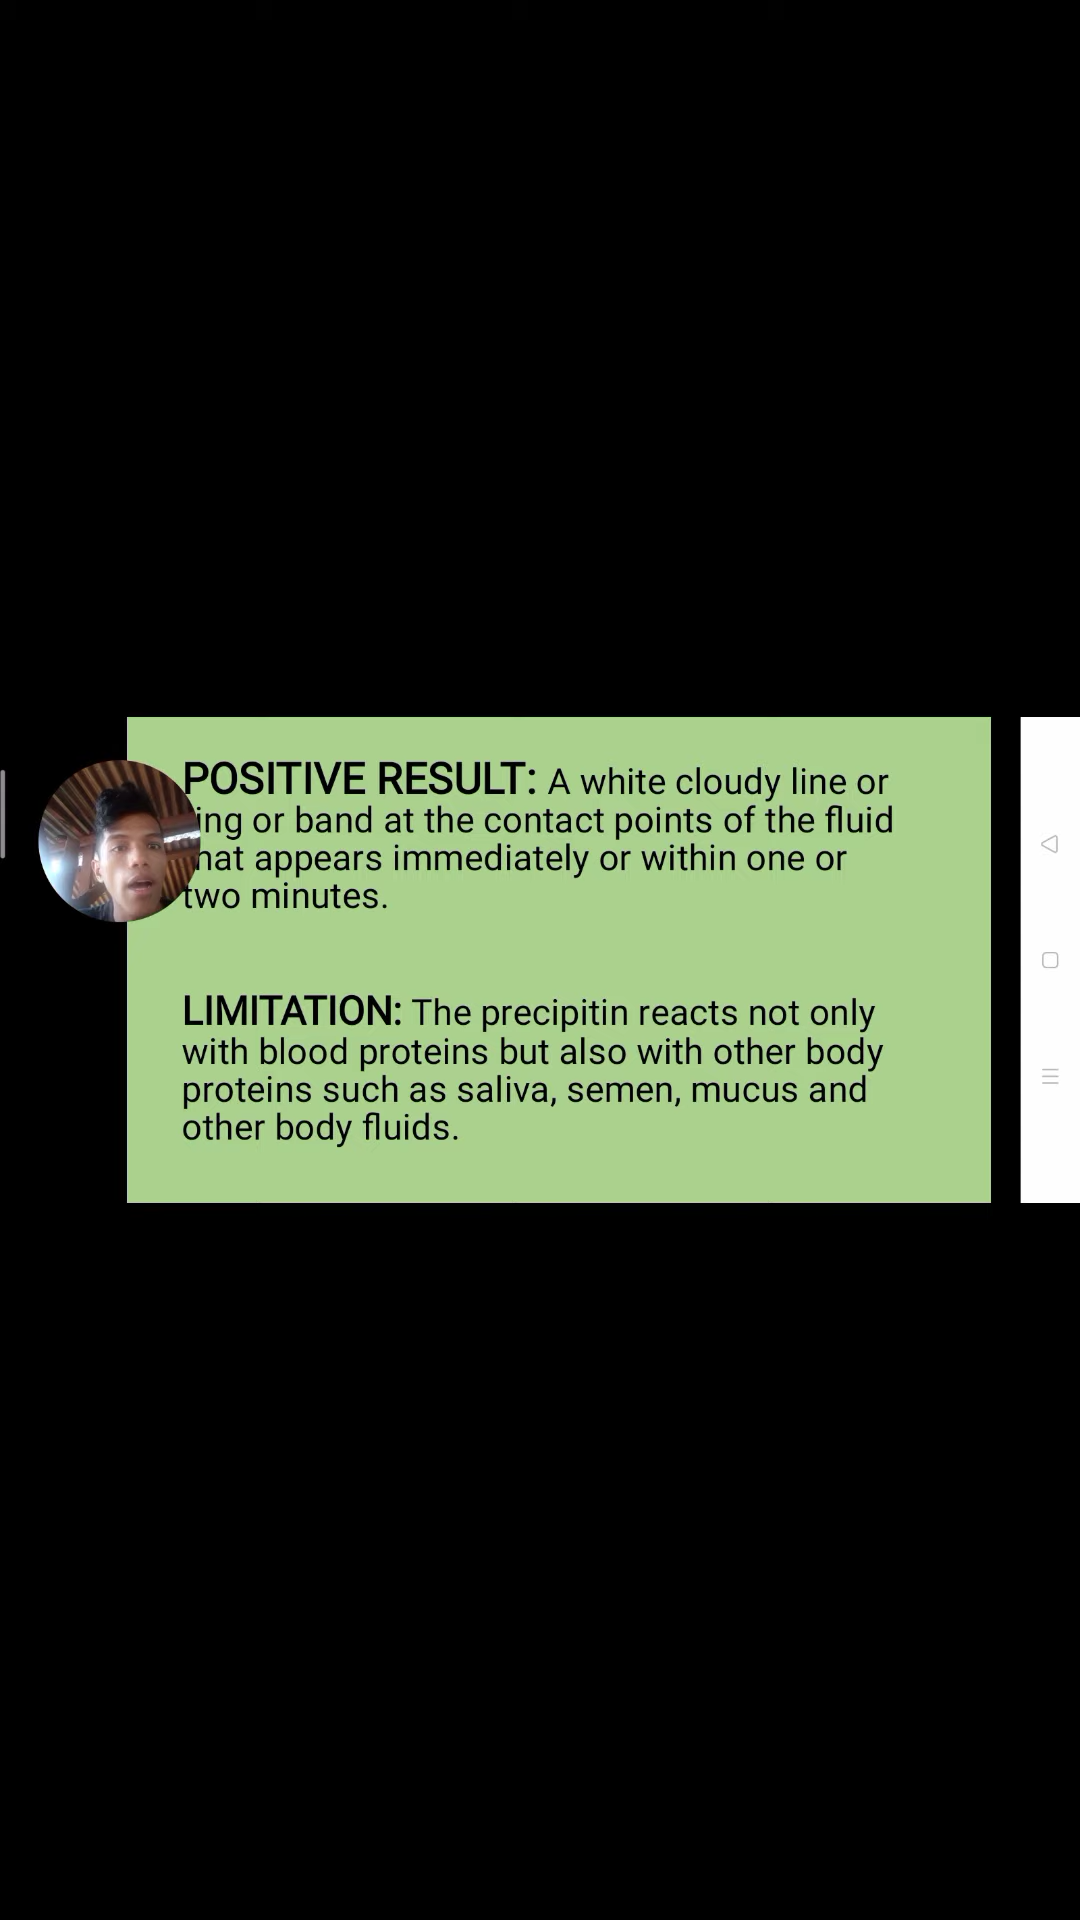 POSITIVE RESULT: A white cloudy line or
ing or band at the contact points of the fluid
hat appears immediately or within one or
two minutes.
LIMITATION: The precipitin reacts not only
with blood proteins but also with other body
proteins such as saliva, semen, mucus and
other body fluids.